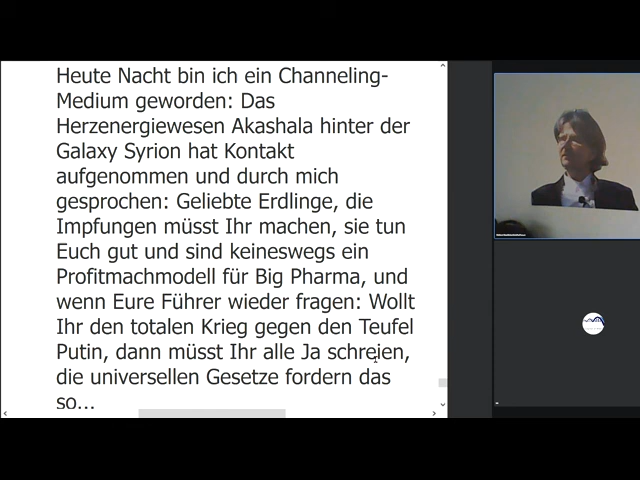 Heute Nacht bin ich ein Channeling-
Medium geworden: Das
Herzenergiewesen Akashala hinter der
Galaxy Syrion hat Kontakt
aufgenommen und durch mich
gesprochen: Geliebte Erdlinge, die
Impfungen müsst Ihr machen, sie tun
Euch gut und sind keineswegs ein
Profitmachmodell für Big Pharma, und
wenn Eure Führer wieder fragen: Wollt
Ihr den totalen Krieg gegen den Teufel
Putin, dann müsst Ihr alle Ja schreien,
die universellen Gesetze fordern das
so...